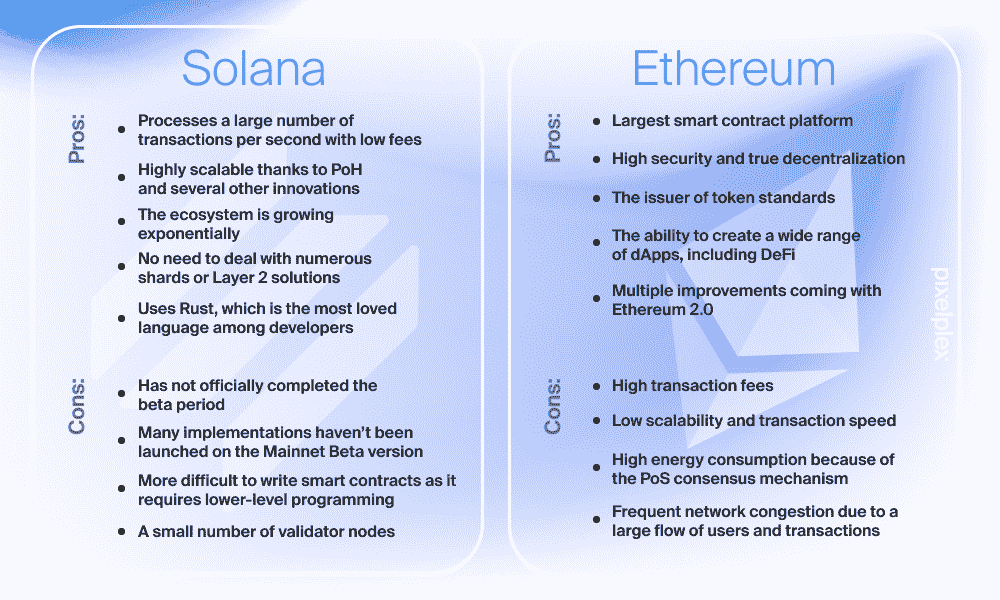 Solana
Pros:
• Processes a large number of
transactions per second with low fees
• Highly scalable thanks to PoH
and several other innovations
• The ecosystem is growing
exponentially
• No need to deal with numerous
shards or Layer 2 solutions
• Uses Rust, which is the most loved
language among developers
Cons:
• Has not officially completed the
beta period
• Many implementations haven't been
launched on the Mainnet Beta version
• More difficult to write smart contracts as it
requires lower-level programming
• A small number of validator nodes
Ethereum
Pros:
• Largest smart contract platform
• High security and true decentralization
• The issuer of token standards
• The ability to create a wide range
of dApps, including DeFi
• Multiple improvements coming with
Ethereum 2.0
Cons:
• High transaction fees
• Low scalability and transaction speed
• High energy consumption because of
the PoS consensus mechanism
• Frequent network congestion due to a
large flow of users and transactions
pixelplex